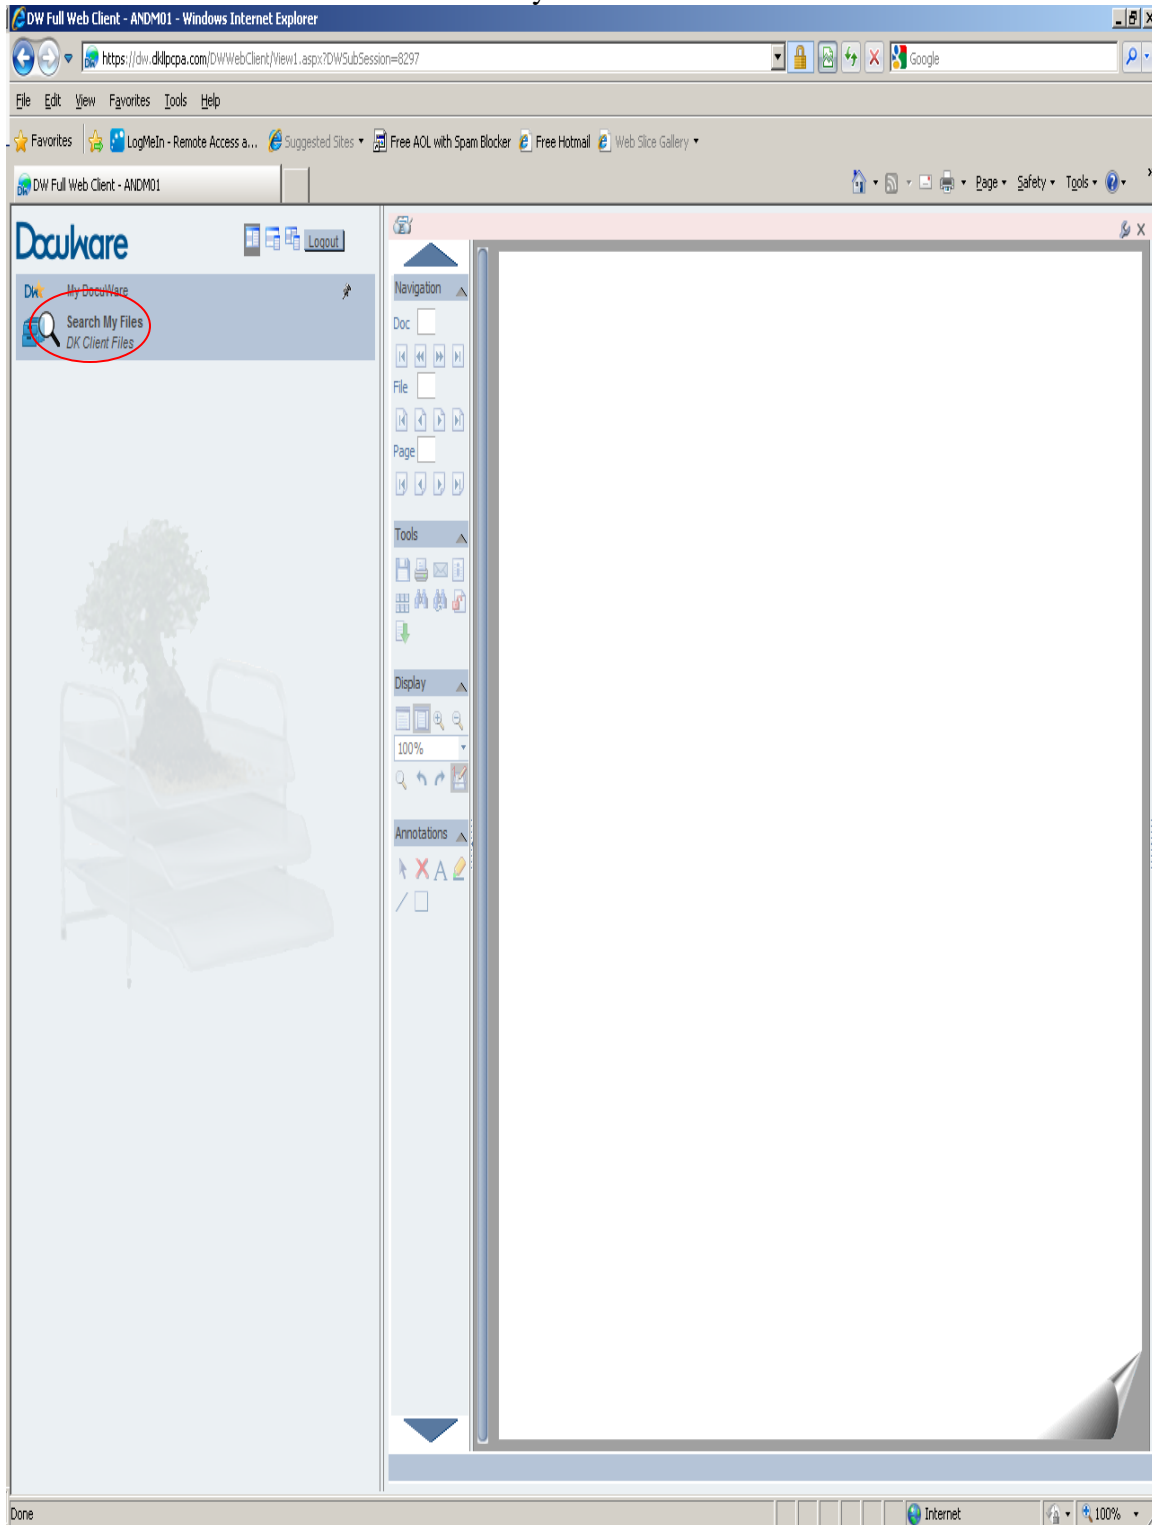 DW Full Web Client - ANDM01 - Windows Internet Explorer
https://dw.dkllpcpa.com/DWWebClient/View1.aspx?DWSubSession=8297
Google
File Edit View Favorites Tools Help
Favorites LogMeIn - Remote Access a... Suggested Sites Free AOL with Spam Blocker Free Hotmail Web Slice Gallery
DW Full Web Client - ANDM01
Page Safety Tools
DocuWare
Logout
My DocuWare
Search My Files
DK Client Files
Navigation
Doc
File
Page
Tools
Display
100%
Annotations
Done
Internet
100%